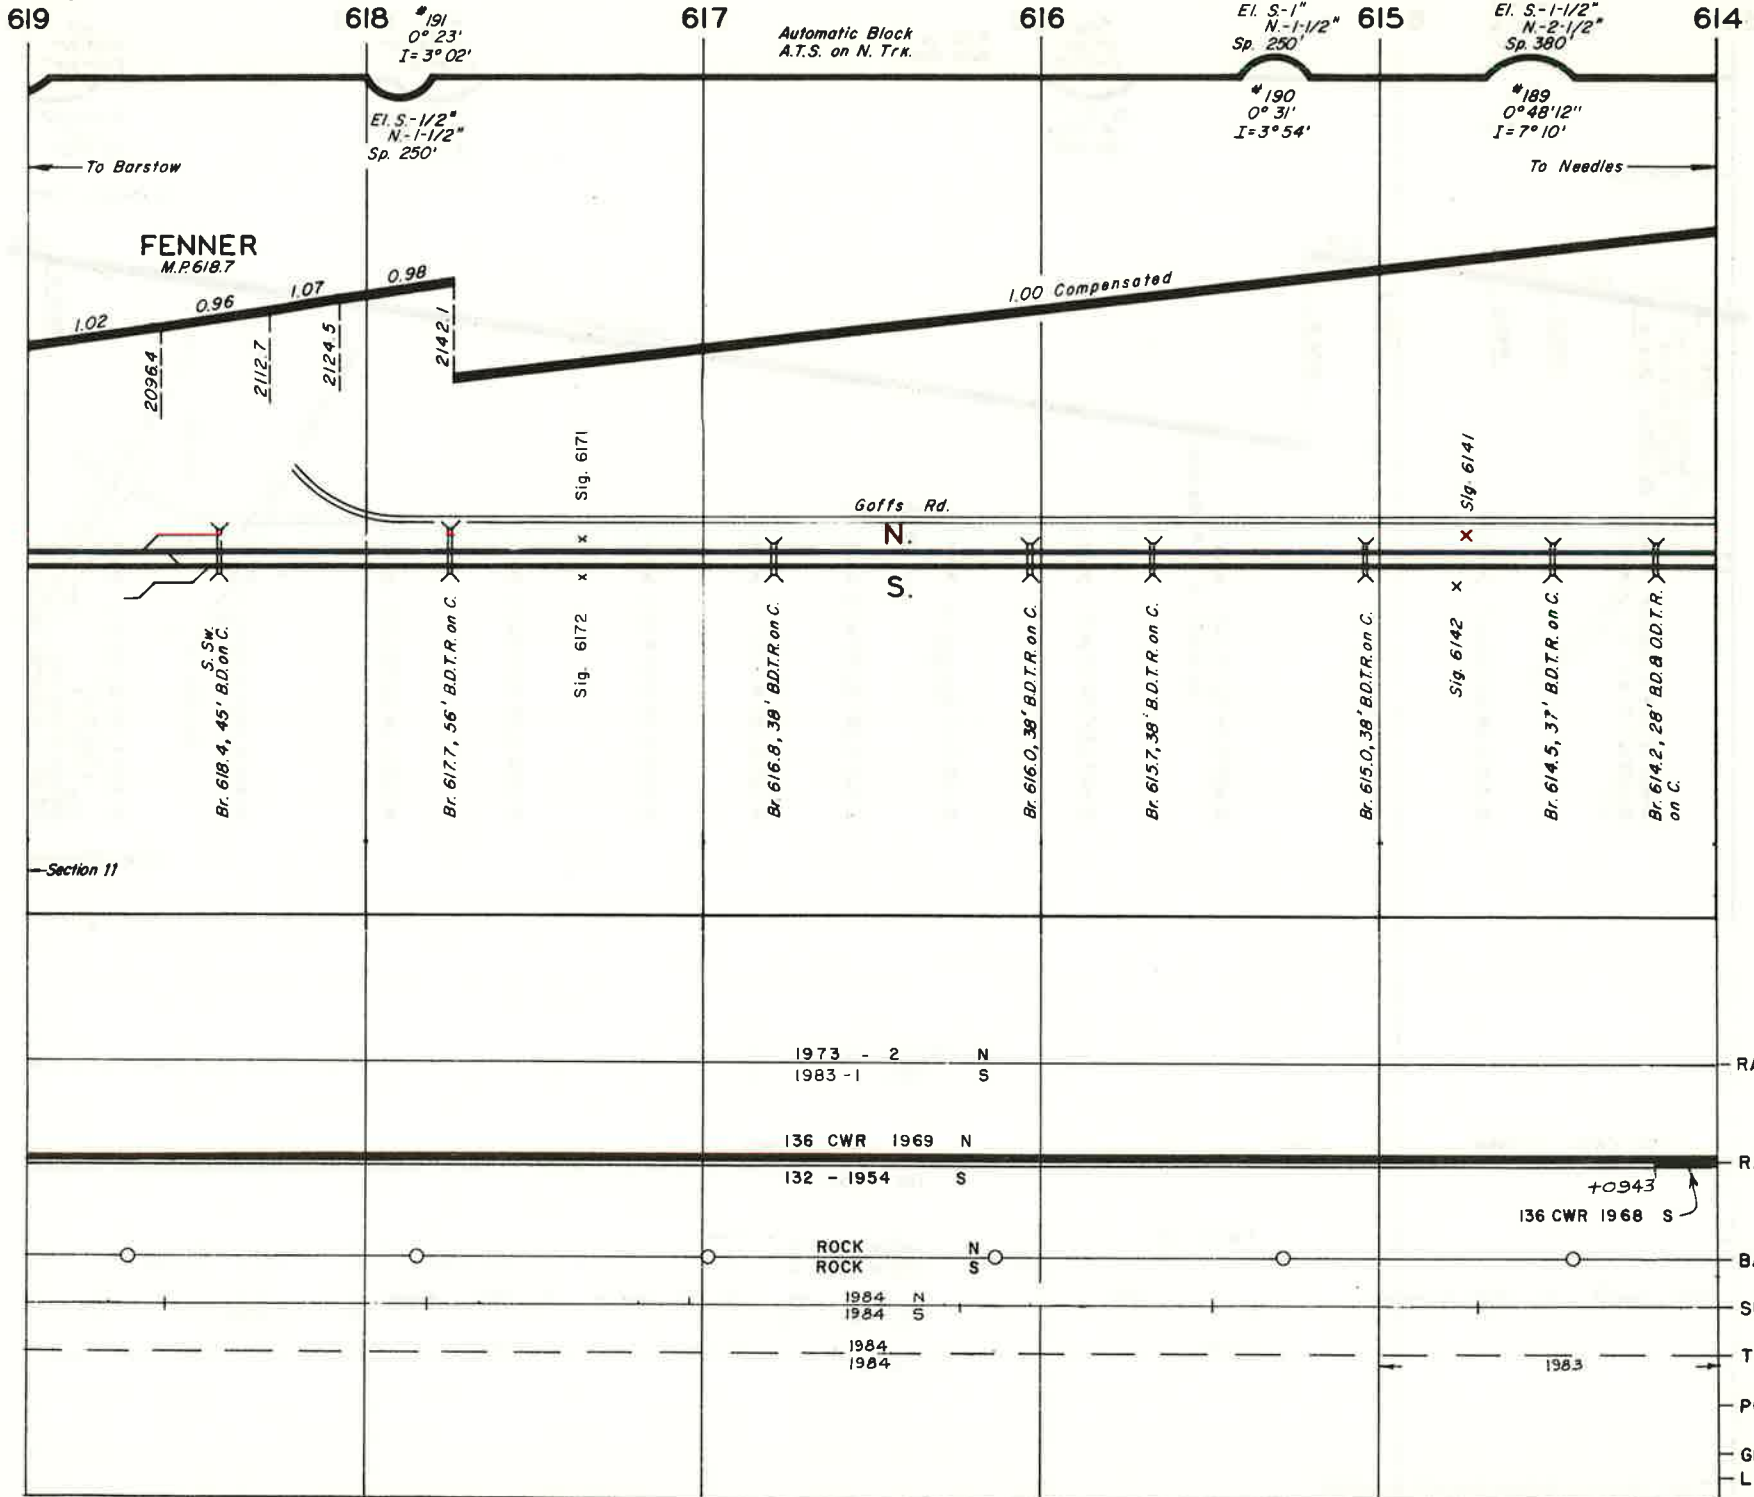 619
618
617
616
615
614
#191
0° 23'
I = 3° 02'
El. S.-1/2"
N.-1-1/2"
Sp. 250'
Automatic Block
A.T.S. on N. Trk.
El. S.-1"
N.-1-1/2"
Sp. 250'
#190
0° 31'
I = 3° 54'
El. S.-1-1/2"
N.-2-1/2"
Sp. 380'
#189
0° 48' 12"
I = 7° 10'
To Barstow
To Needles
FENNER
M.P. 618.7
1.02
0.96
1.07
0.98
1.00 Compensated
2096.4
2112.7
2124.5
2142.1
Sig. 6171
Sig. 6141
Goffs Rd.
N.
S.
S. Sw.
Br. 618.4, 45' B.D. on C.
Br. 617.7, 56' B.D.T.R. on C.
Sig. 6172
Br. 616.8, 38' B.D.T.R. on C.
Br. 616.0, 38' B.D.T.R. on C.
Br. 615.7, 38' B.D.T.R. on C.
Br. 615.0, 38' B.D.T.R. on C.
Sig. 6142
Br. 614.5, 37' B.D.T.R. on C.
Br. 614.2, 28' B.D. & O.D.T.R.
on C.
Section 11
1973 - 2 N
1983 - 1 S
RA
136 CWR 1969 N
132 - 1954 S
R
+0943
136 CWR 1968 S
ROCK N
ROCK S
B
1984 N
1984 S
S
1984
1984
1983
T
P
G
L